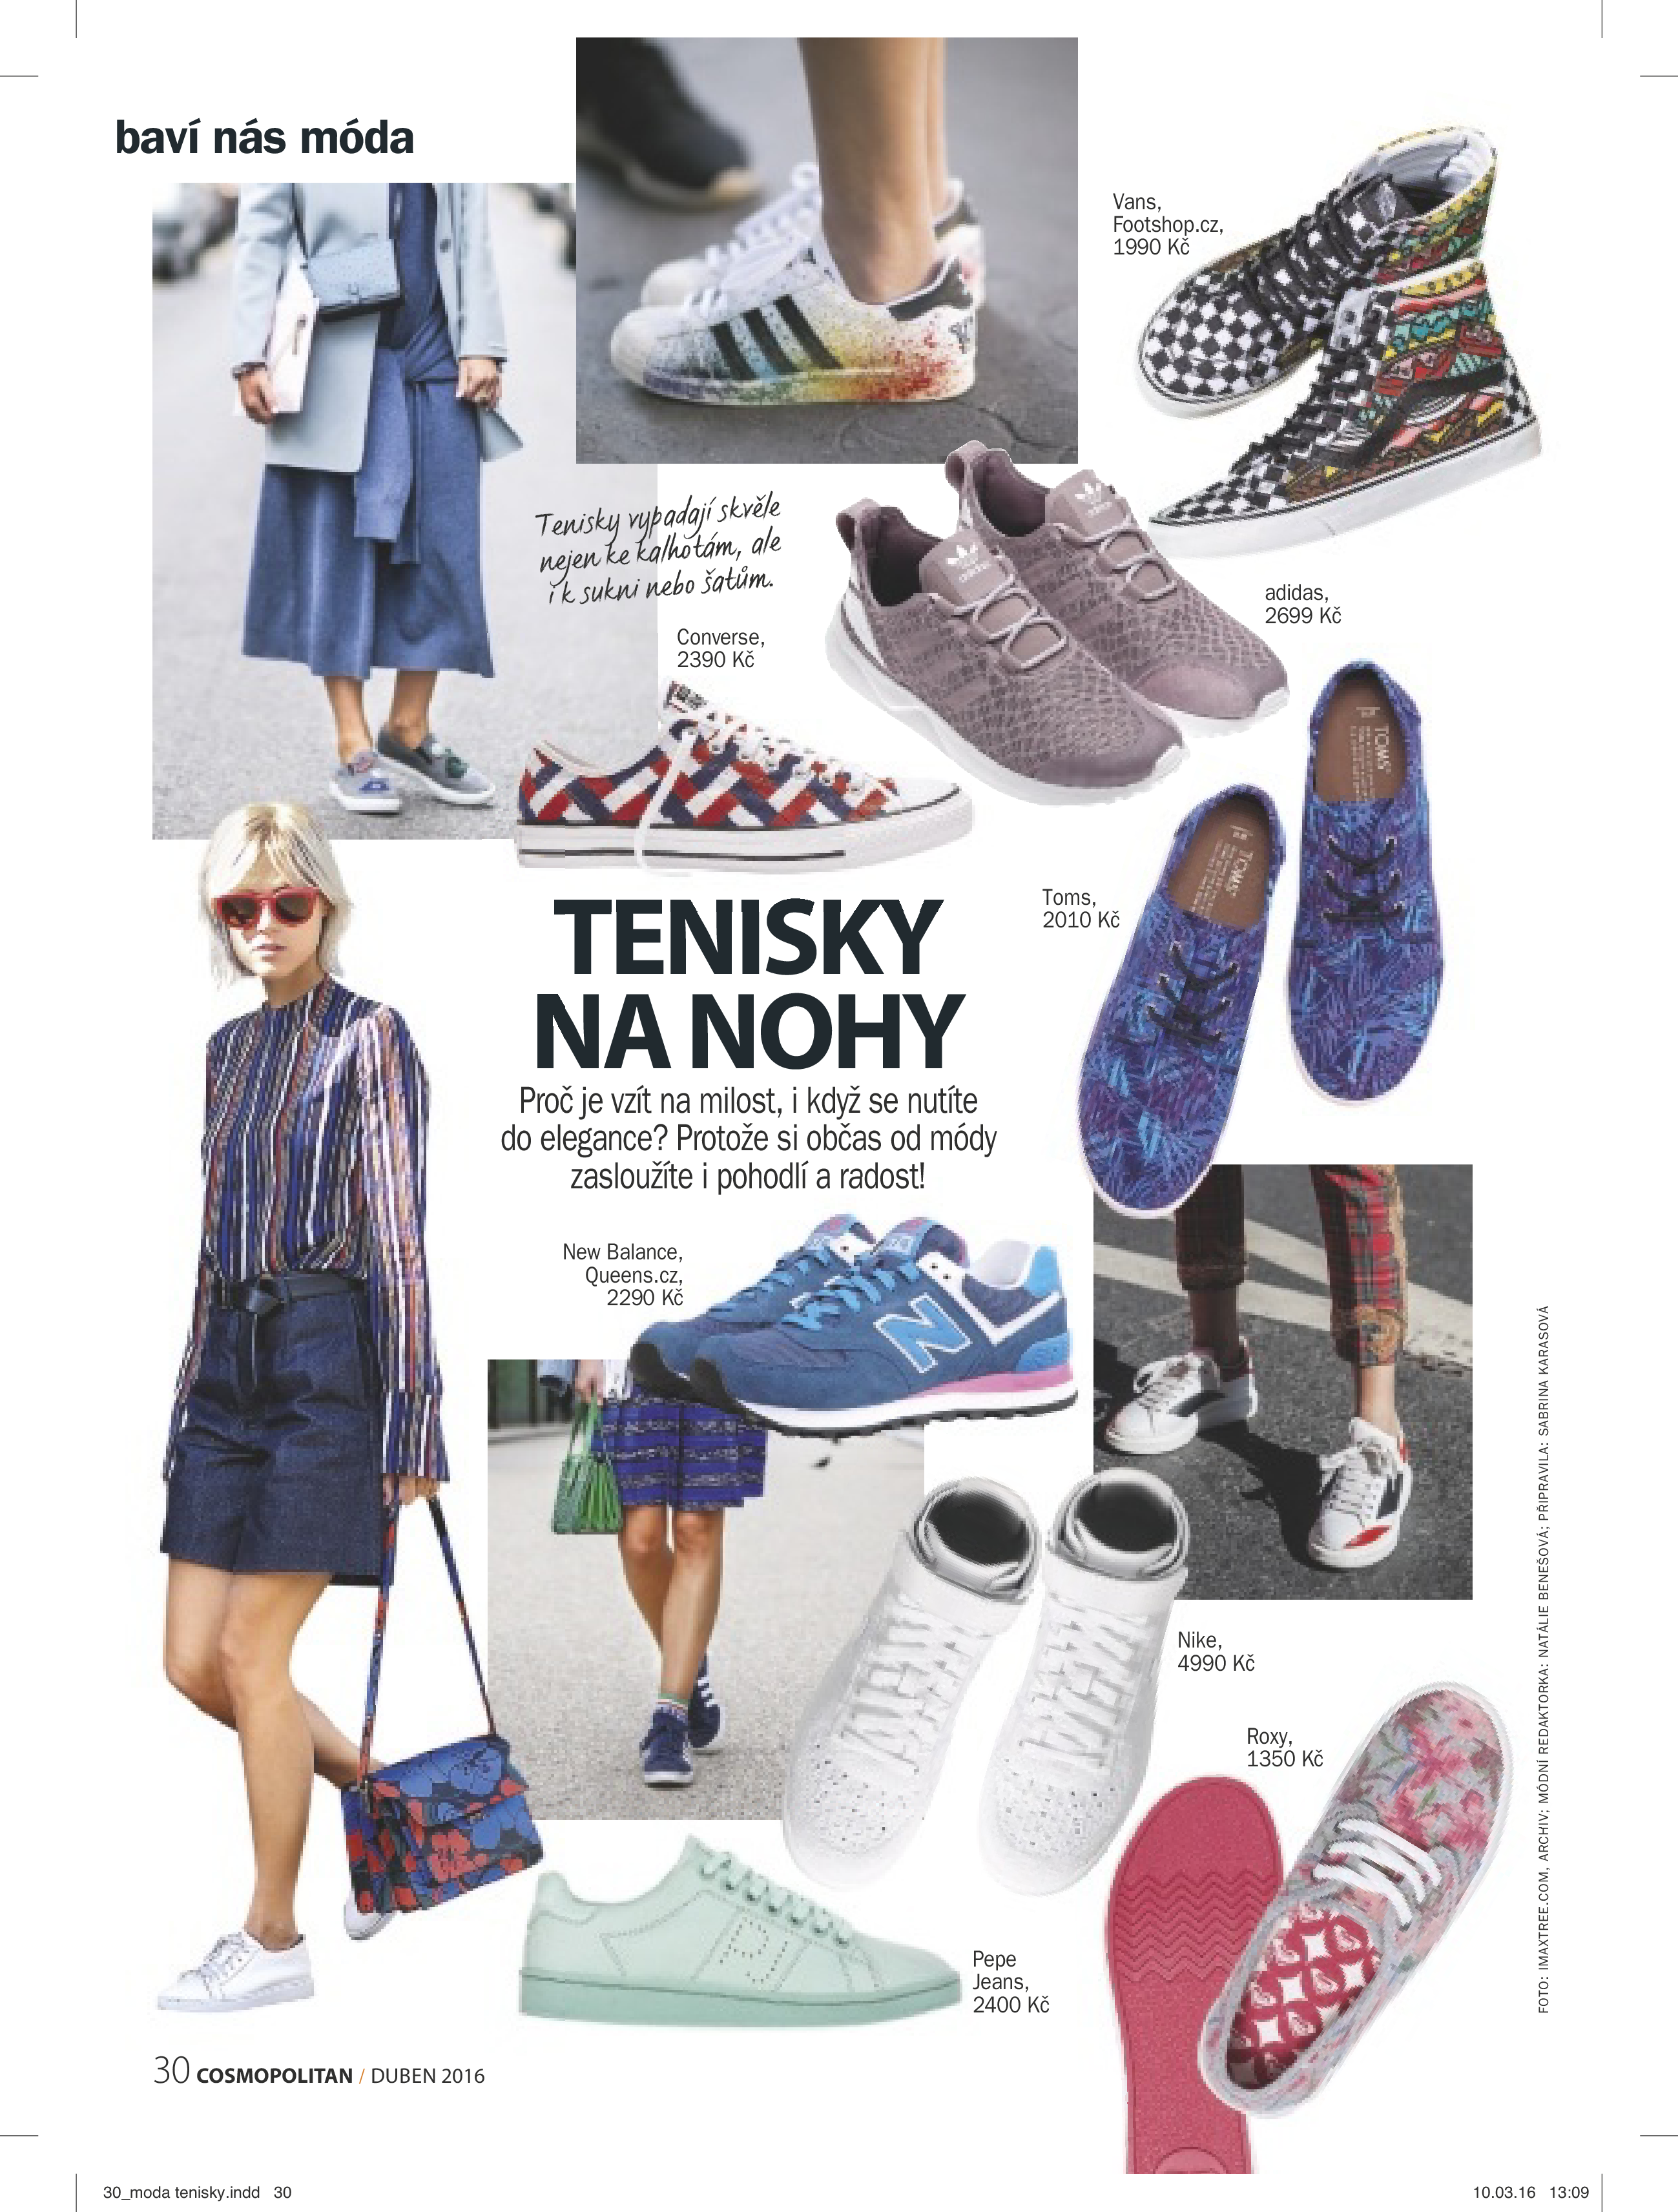 baví nás móda
Vans,
Footshop.cz,
1990 Kč
Tenisky vypadají skvěle
nejen ke kalhotám, ale
i k sukni nebo šatům.
adidas,
2699 Kč
Converse,
2390 Kč
TOMS
TOMS
Toms,
2010 Kč
TENISKY
NA NOHY
Proč je vzít na milost, i když se nutíte
do elegance? Protože si občas od módy
zasloužíte i pohodlí a radost!
New Balance,
Queens.cz,
2290 Kč
N
Nike,
4990 Kč
Roxy,
1350 Kč
PJ
Pepe
Jeans,
2400 Kč
FOTO: IMAXTREE.COM, ARCHIV; MÓDNÍ REDAKTORKA: NATÁLIE BENEŠOVÁ; PŘIPRAVILA: SABRINA KARASOVÁ
30 COSMOPOLITAN / DUBEN 2016
30_moda tenisky.indd 30
10.03.16 13:09